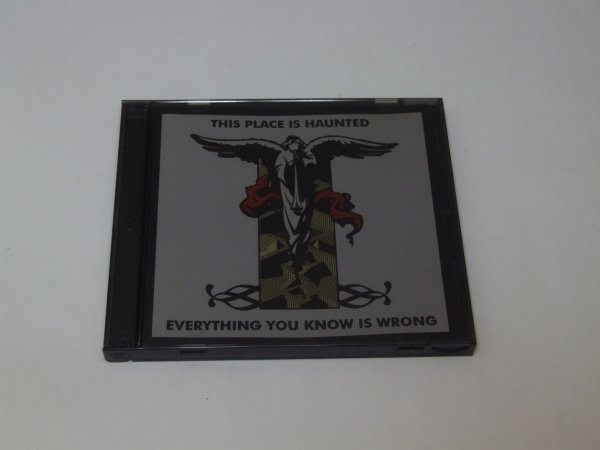 THIS PLACE IS HAUNTED
EVERYTHING YOU KNOW IS WRONG